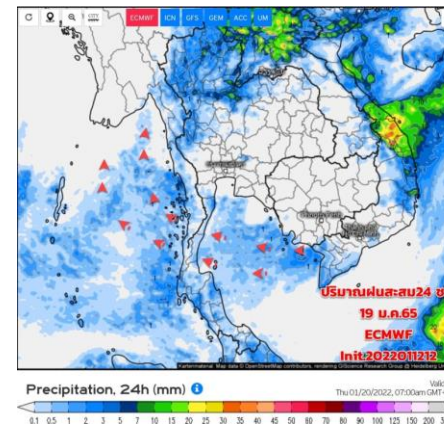 ECMWF ICN GFS GEM ACC UM
ปริมาณฝนสะสม24 ช
19 ม.ค.65
ECMWF
Init.2022011212
Precipitation, 24h (mm)
Valid
Thu 01/20/2022, 07:00am GMT+
0.1 0.5 1 2 3 5 7 10 15 20 25 30 35 40 45 50 60 70 80 90 100 125 150 200